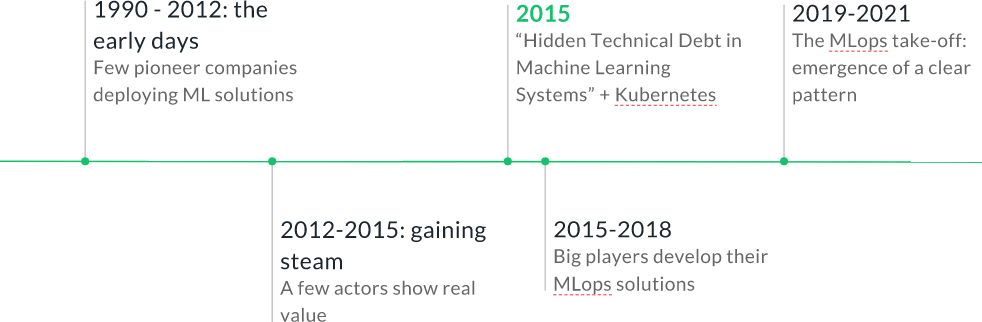 1990 - 2012: the
early days
Few pioneer companies
deploying ML solutions
2012-2015: gaining
steam
A few actors show real
value
2015
“Hidden Technical Debt in
Machine Learning
Systems” + Kubernetes
2015-2018
Big players develop their
MLops solutions
2019-2021
The MLops take-off:
emergence of a clear
pattern